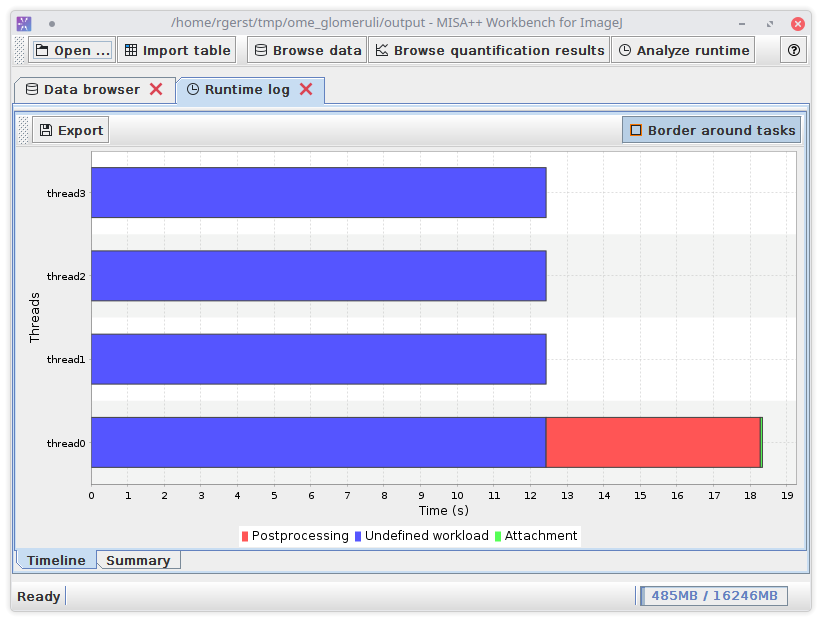 /home/rgerst/tmp/ome_glomeruli/output - MISA++ Workbench for ImageJ
Open ... Import table Browse data Browse quantification results Analyze runtime
Data browser Runtime log
Export Border around tasks
thread3
thread2
Threads
thread1
thread0
0 1 2 3 4 5 6 7 8 9 10 11 12 13 14 15 16 17 18 19
Time (s)
Postprocessing Undefined workload Attachment
Timeline Summary
Ready 485MB / 16246MB